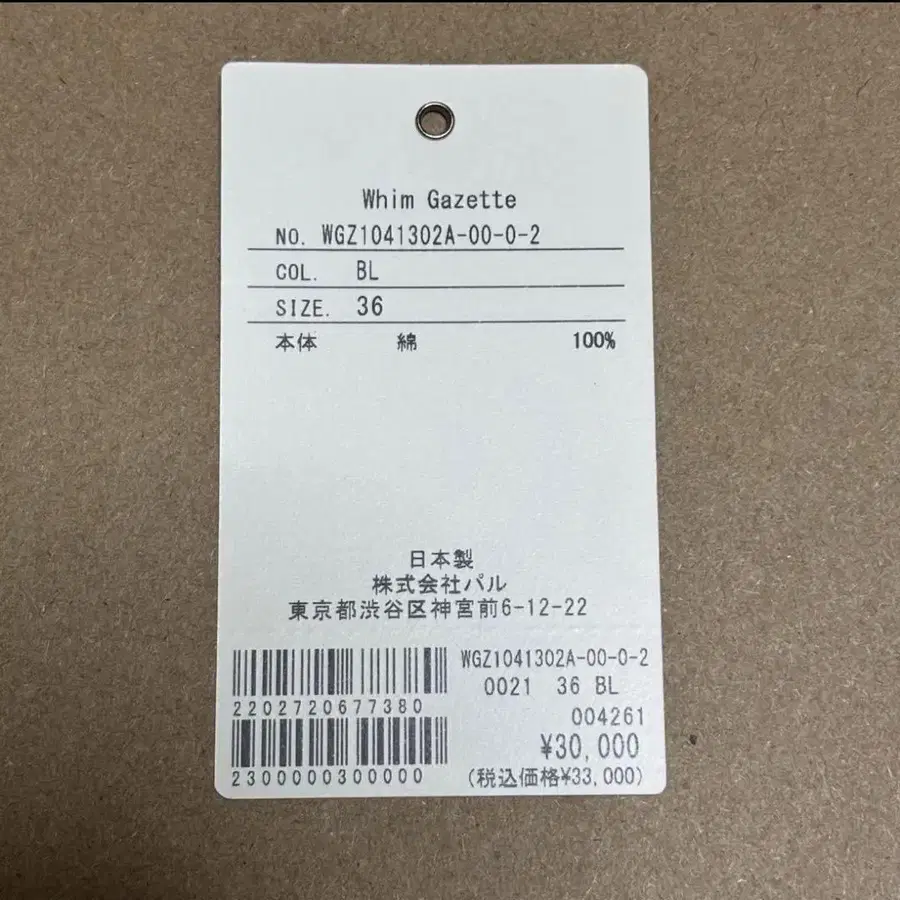 Whim Gazette
NO. WGZ1041302A-00-0-2
COL. BL
SIZE. 36
本体 綿 100%
日本製
株式会社パル
東京都渋谷区神宮前6-12-22
WGZ1041302A-00-0-2
0021 36 BL
2202720677380
004261
¥30,000
2300000300000
(税込価格¥33,000)